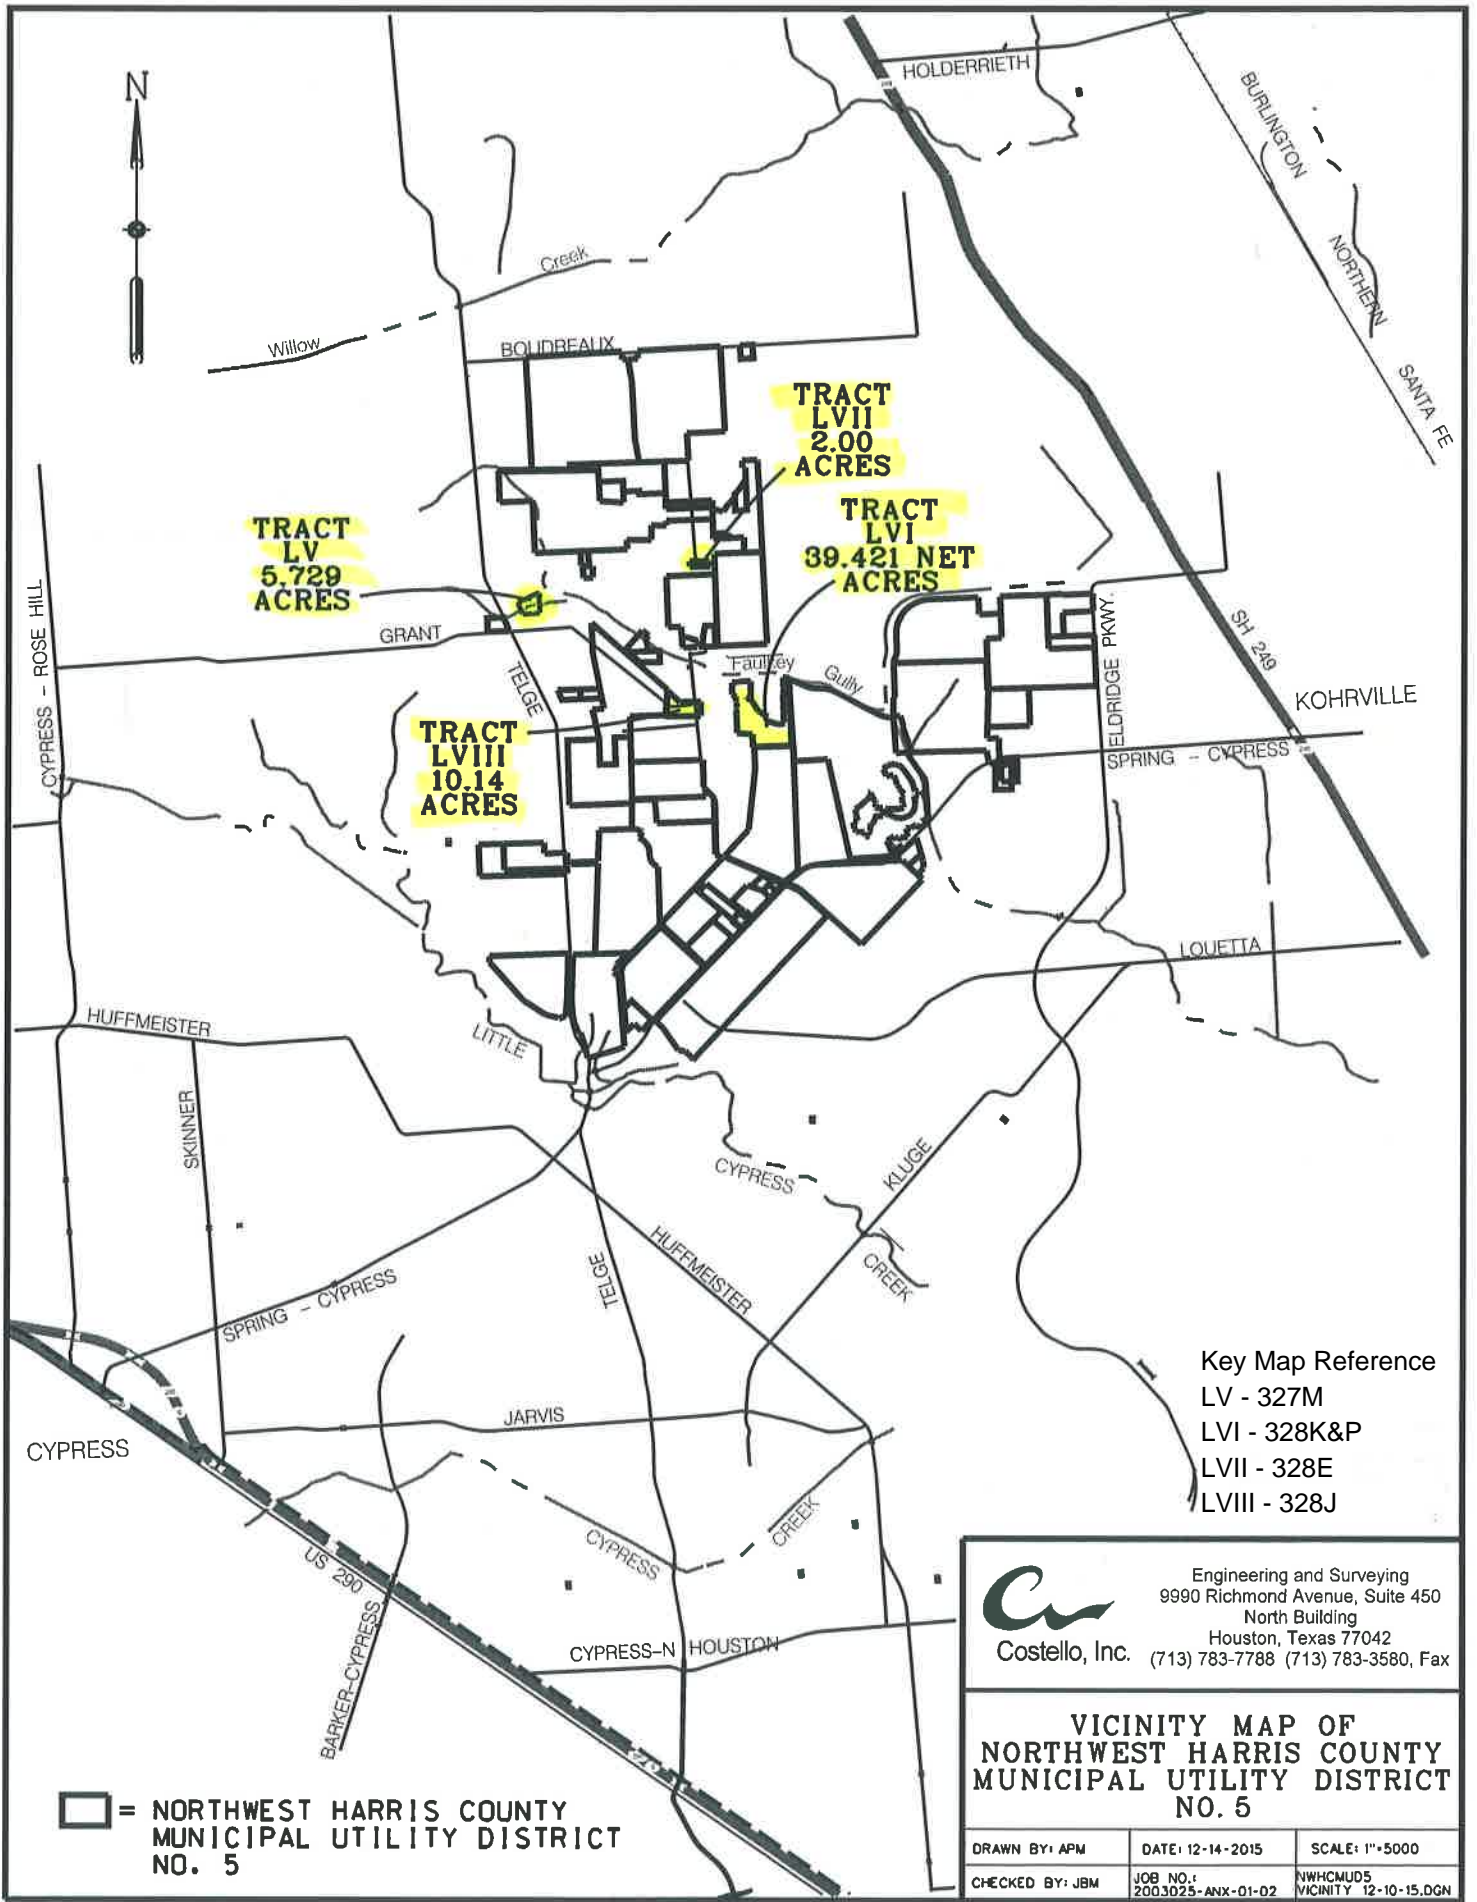 N
HOLDERRIETH
BURLINGTON
NORTHERN
SANTA FE
Creek
Willow
BOUDREAUX
TRACT
LVII
2.00
ACRES
TRACT
LVI
39.421 NET
ACRES
TRACT
LV
5.729
ACRES
CYPRESS - ROSE HILL
GRANT
TELGE
Faulkey
Gully
ELDRIDGE PKWY.
SH 249
KOHRVILLE
SPRING - CYPRESS
TRACT
LVIII
10.14
ACRES
LOUETTA
HUFFMEISTER
LITTLE
SKINNER
CYPRESS
KLUGE
CREEK
TELGE
HUFFMEISTER
SPRING - CYPRESS
JARVIS
CYPRESS
CYPRESS
CREEK
US 290
BARKER-CYPRESS
CYPRESS-N HOUSTON
Key Map Reference
LV - 327M
LVI - 328K&P
LVII - 328E
LVIII - 328J
Costello, Inc.
Engineering and Surveying
9990 Richmond Avenue, Suite 450
North Building
Houston, Texas 77042
(713) 783-7788 (713) 783-3580, Fax
VICINITY MAP OF
NORTHWEST HARRIS COUNTY
MUNICIPAL UTILITY DISTRICT
NO. 5
DRAWN BY: APM
DATE: 12-14-2015
SCALE: 1"=5000
CHECKED BY: JBM
JOB NO.:
2003025-ANX-01-02
NWHCMUD5
VICINITY 12-10-15.DGN
= NORTHWEST HARRIS COUNTY
MUNICIPAL UTILITY DISTRICT
NO. 5